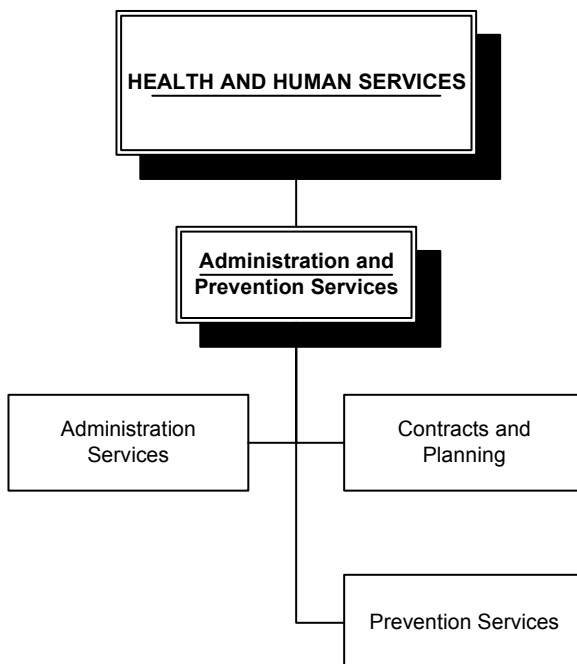 HEALTH AND HUMAN SERVICES
Administration and
Prevention Services
Administration
Services
Contracts and
Planning
Prevention Services